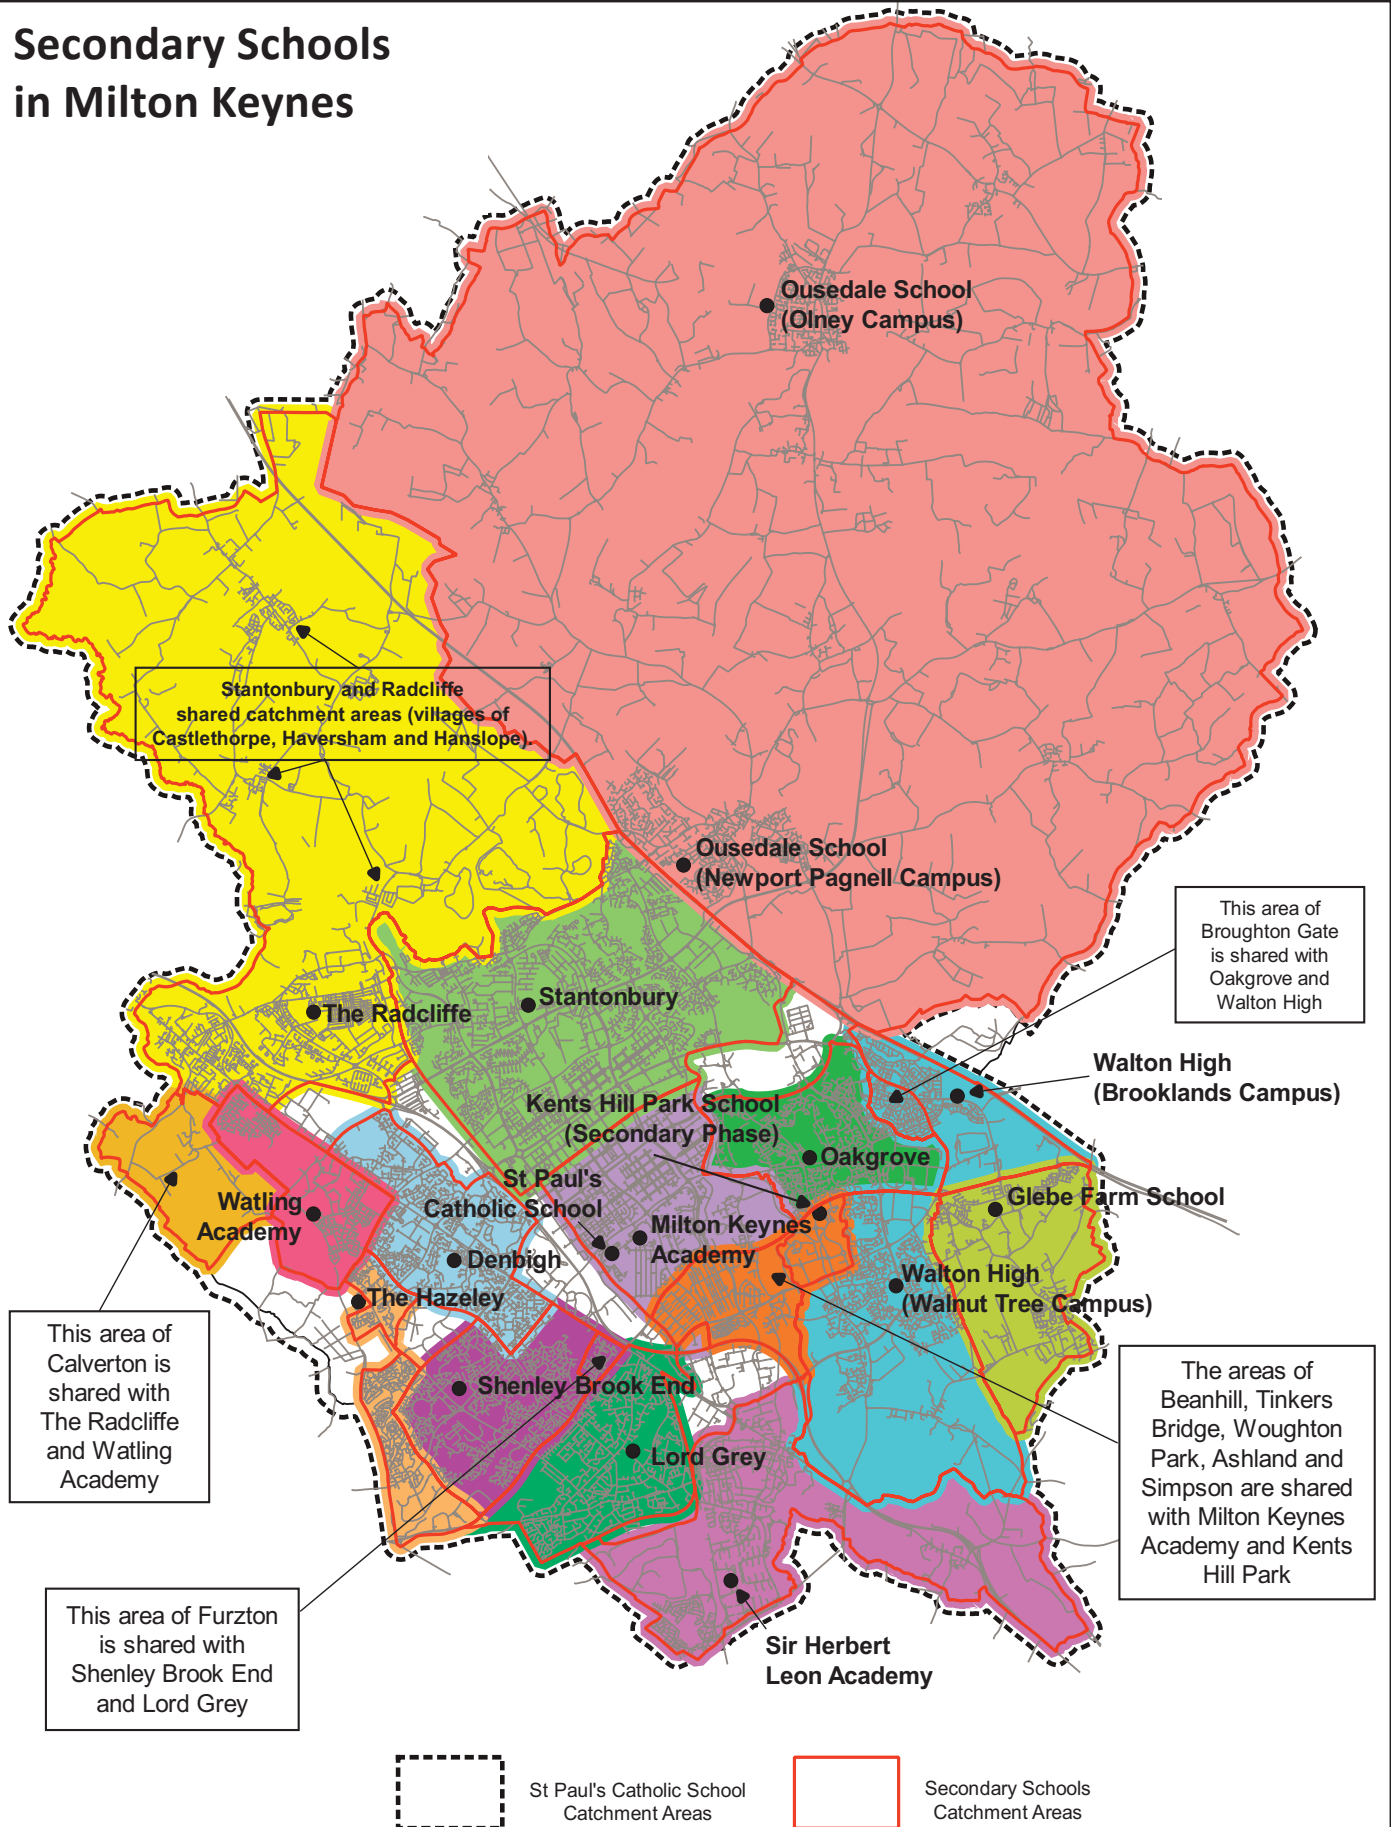 Secondary Schools
in Milton Keynes
Ousedale School
(Olney Campus)
Stantonbury and Radcliffe
shared catchment areas (villages of
Castlethorpe, Haversham and Hanslope).
Ousedale School
(Newport Pagnell Campus)
This area of
Broughton Gate
is shared with
Oakgrove and
Walton High
Stantonbury
The Radcliffe
Walton High
(Brooklands Campus)
Kents Hill Park School
(Secondary Phase)
Oakgrove
St Paul's
Catholic School
Glebe Farm School
Watling
Academy
Milton Keynes
Academy
Denbigh
Walton High
(Walnut Tree Campus)
The Hazeley
This area of
Calverton is
shared with
The Radcliffe
and Watling
Academy
The areas of
Beanhill, Tinkers
Bridge, Woughton
Park, Ashland and
Simpson are shared
with Milton Keynes
Academy and Kents
Hill Park
Shenley Brook End
Lord Grey
This area of Furzton
is shared with
Shenley Brook End
and Lord Grey
Sir Herbert
Leon Academy
St Paul's Catholic School
Catchment Areas
Secondary Schools
Catchment Areas